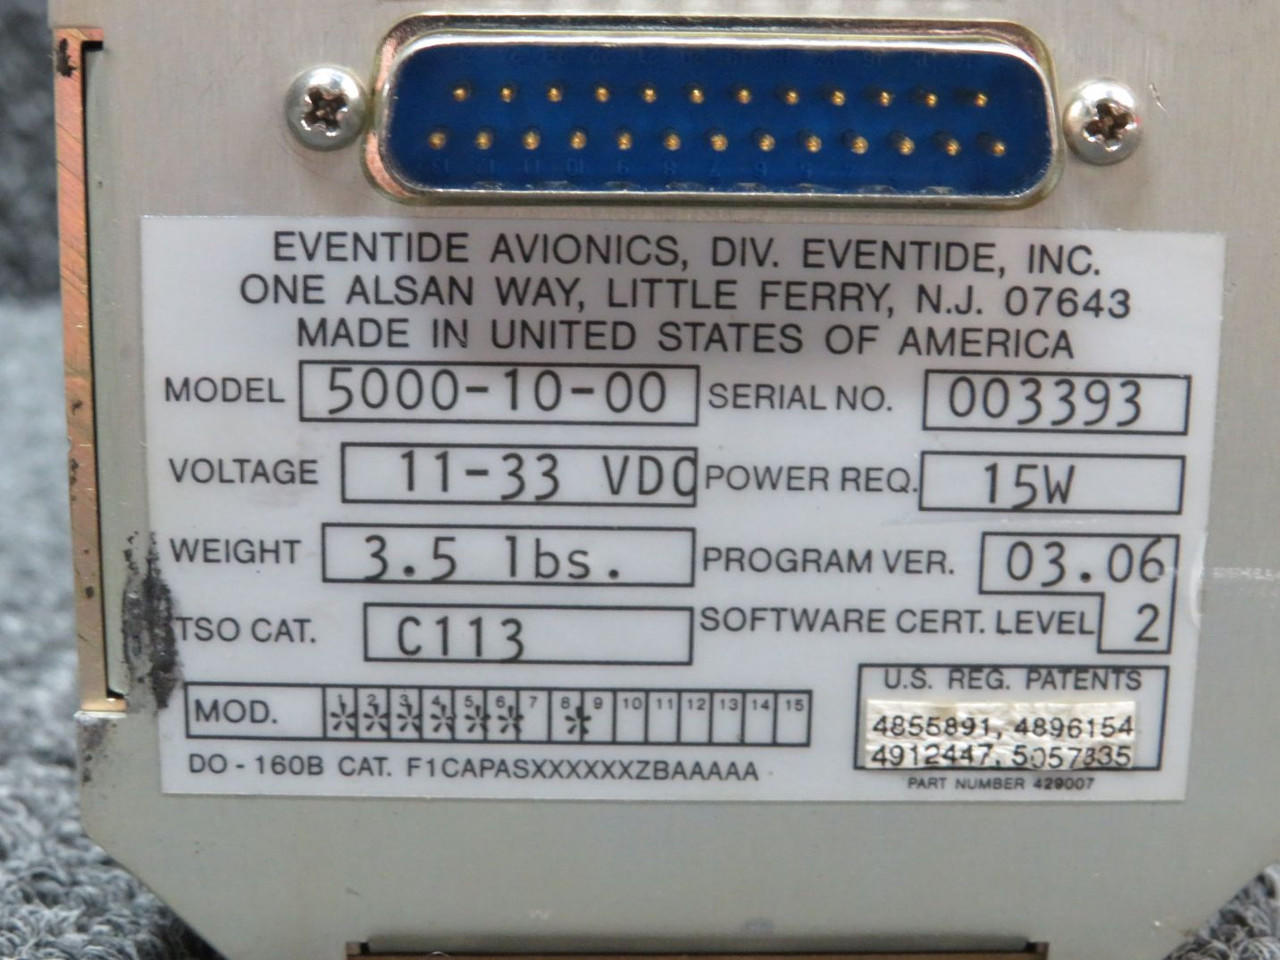 EVENTIDE AVIONICS, DIV. EVENTIDE, INC.
ONE ALSAN WAY, LITTLE FERRY, N.J. 07643
MADE IN UNITED STATES OF AMERICA
MODEL 5000-10-00 SERIAL NO. 003393
VOLTAGE 11-33 VDC POWER REQ. 15W
WEIGHT 3.5 lbs. PROGRAM VER. 03.06
TSO CAT. C113 SOFTWARE CERT. LEVEL 2
MOD. 1 2 3 4 5 6 7 8 9 10 11 12 13 14 15
* * * * * * *
DO-160B CAT. F1CAPASXXXXXXZBAAAAA
U.S. REG. PATENTS
4855891, 4896154
4912447, 5057835
PART NUMBER 429007